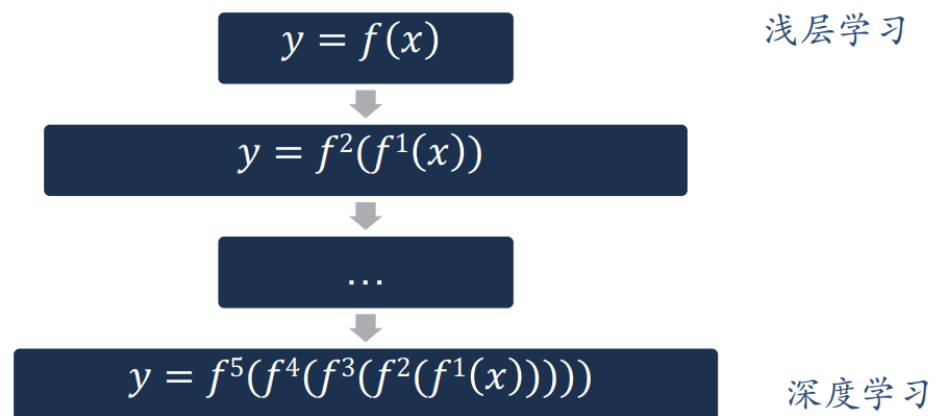 y = f(x)
浅层学习
y = f²(f¹(x))
...
y = f⁵(f⁴(f³(f²(f¹(x)))))
深度学习